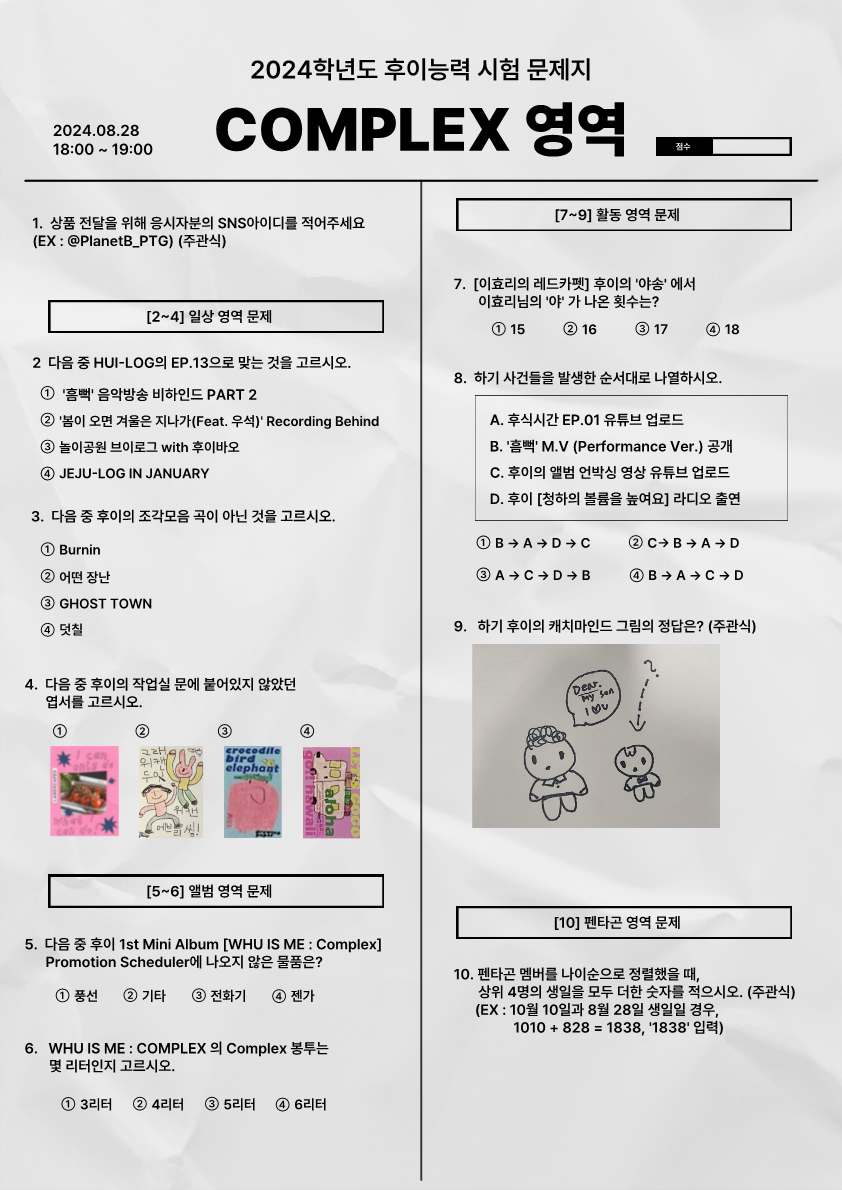 2024학년도 후이능력 시험 문제지
COMPLEX 영역
2024.08.28
18:00 ~ 19:00
점수
1. 상품 전달을 위해 응시자분의 SNS아이디를 적어주세요
(EX : @PlanetB_PTG) (주관식)
[2~4] 일상 영역 문제
2 다음 중 HUI-LOG의 EP.13으로 맞는 것을 고르시오.
① '흠뻑' 음악방송 비하인드 PART 2
② '봄이 오면 겨울은 지나가(Feat. 우석)' Recording Behind
③ 놀이공원 브이로그 with 후이바오
④ JEJU-LOG IN JANUARY
3. 다음 중 후이의 조각모음 곡이 아닌 것을 고르시오.
① Burnin
② 어떤 장난
③ GHOST TOWN
④ 덧칠
4. 다음 중 후이의 작업실 문에 붙어있지 않았던
엽서를 고르시오.
① ② ③ ④
I can
only do
what I
can do!
그래
위캔
두잇
위캔
메브리씽!
crocodile
bird
elephant
aloha
hawaii
[5~6] 앨범 영역 문제
5. 다음 중 후이 1st Mini Album [WHU IS ME : Complex]
Promotion Scheduler에 나오지 않은 물품은?
① 풍선 ② 기타 ③ 전화기 ④ 젠가
6. WHU IS ME : COMPLEX 의 Complex 봉투는
몇 리터인지 고르시오.
① 3리터 ② 4리터 ③ 5리터 ④ 6리터
[7~9] 활동 영역 문제
7. [이효리의 레드카펫] 후이의 '야송' 에서
이효리님의 '야' 가 나온 횟수는?
① 15 ② 16 ③ 17 ④ 18
8. 하기 사건들을 발생한 순서대로 나열하시오.
A. 후식시간 EP.01 유튜브 업로드
B. '흠뻑' M.V (Performance Ver.) 공개
C. 후이의 앨범 언박싱 영상 유튜브 업로드
D. 후이 [청하의 볼륨을 높여요] 라디오 출연
① B → A → D → C ② C→ B → A → D
③ A → C → D → B ④ B → A → C → D
9. 하기 후이의 캐치마인드 그림의 정답은? (주관식)
Dear.
my son
I ♡ U
?
[10] 펜타곤 영역 문제
10. 펜타곤 멤버를 나이순으로 정렬했을 때,
상위 4명의 생일을 모두 더한 숫자를 적으시오. (주관식)
(EX : 10월 10일과 8월 28일 생일일 경우,
1010 + 828 = 1838, '1838' 입력)